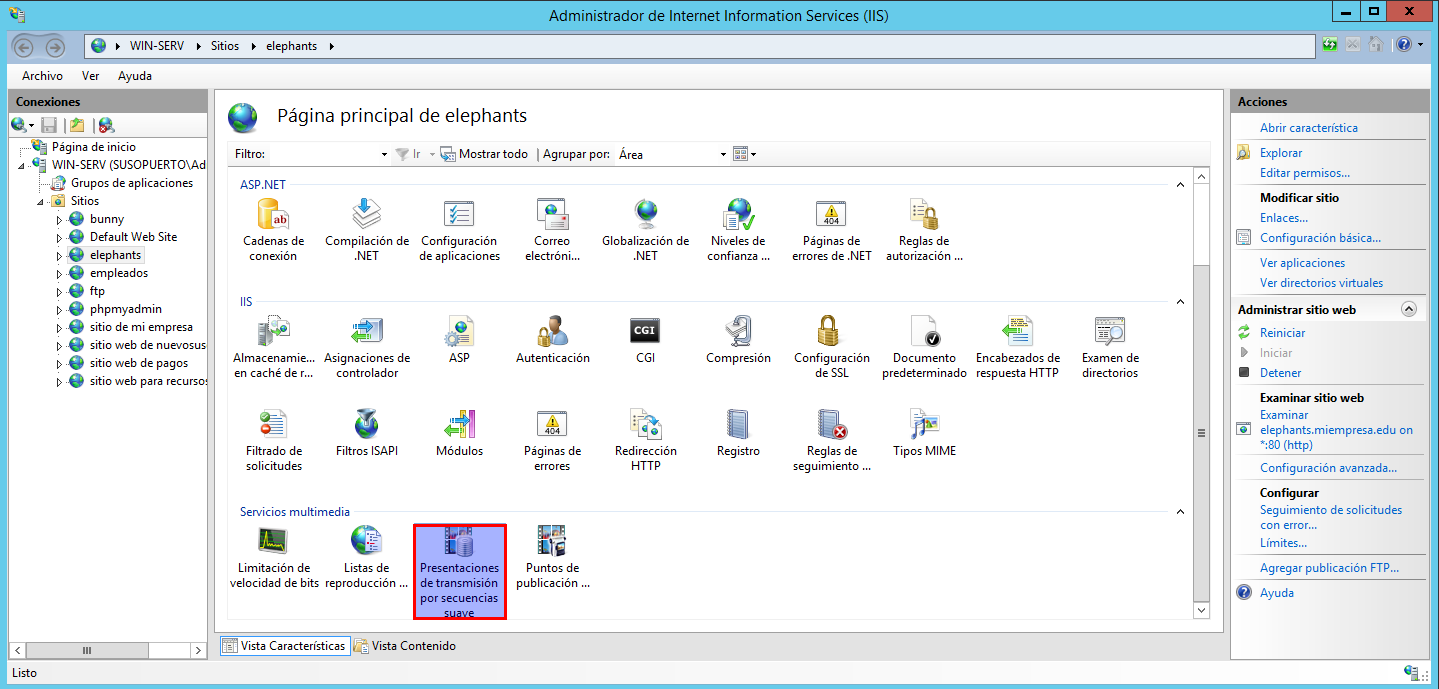 Administrador de Internet Information Services (IIS)
WIN-SERV
Sitios
elephants
Archivo Ver Ayuda
Conexiones
Página de inicio
WIN-SERV (SUSOPUERTO\Ad
Grupos de aplicaciones
Sitios
bunny
Default Web Site
elephants
empleados
ftp
phpmyadmin
sitio de mi empresa
sitio web de nuevosus
sitio web de pagos
sitio web para recursos
Página principal de elephants
Filtro: Ir Mostrar todo Agrupar por: Área
ASP.NET
Cadenas de
conexión
Compilación de
.NET
Configuración
de aplicaciones
Correo
electróni...
Globalización de
.NET
Niveles de
confianza ...
Páginas de
errores de .NET
Reglas de
autorización ...
IIS
Almacenamie...
en caché de r...
Asignaciones de
controlador
ASP
Autenticación
CGI
Compresión
Configuración
de SSL
Documento
predeterminado
Encabezados de
respuesta HTTP
Examen de
directorios
Filtrado de
solicitudes
Filtros ISAPI
Módulos
Páginas de
errores
Redirección
HTTP
Registro
Reglas de
seguimiento ...
Tipos MIME
Servicios multimedia
Limitación de
velocidad de bits
Listas de
reproducción ...
Presentaciones
de transmisión
por secuencias
suave
Puntos de
publicación ...
Vista Características
Vista Contenido
Acciones
Abrir característica
Explorar
Editar permisos...
Modificar sitio
Enlaces...
Configuración básica...
Ver aplicaciones
Ver directorios virtuales
Administrar sitio web
Reiniciar
Iniciar
Detener
Examinar sitio web
Examinar
elephants.miempresa.edu on
*:80 (http)
Configuración avanzada...
Configurar
Seguimiento de solicitudes
con error...
Límites...
Agregar publicación FTP...
Ayuda
Listo